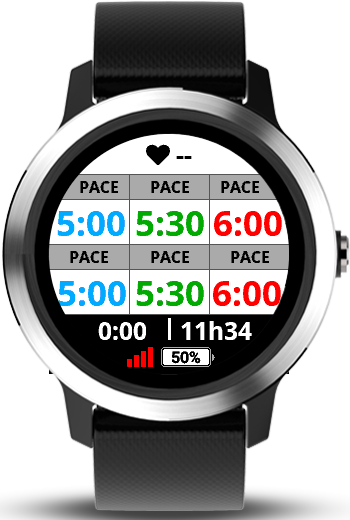 --
PACE PACE PACE
5:00 5:30 6:00
PACE PACE PACE
5:00 5:30 6:00
0:00 | 11h34
50%